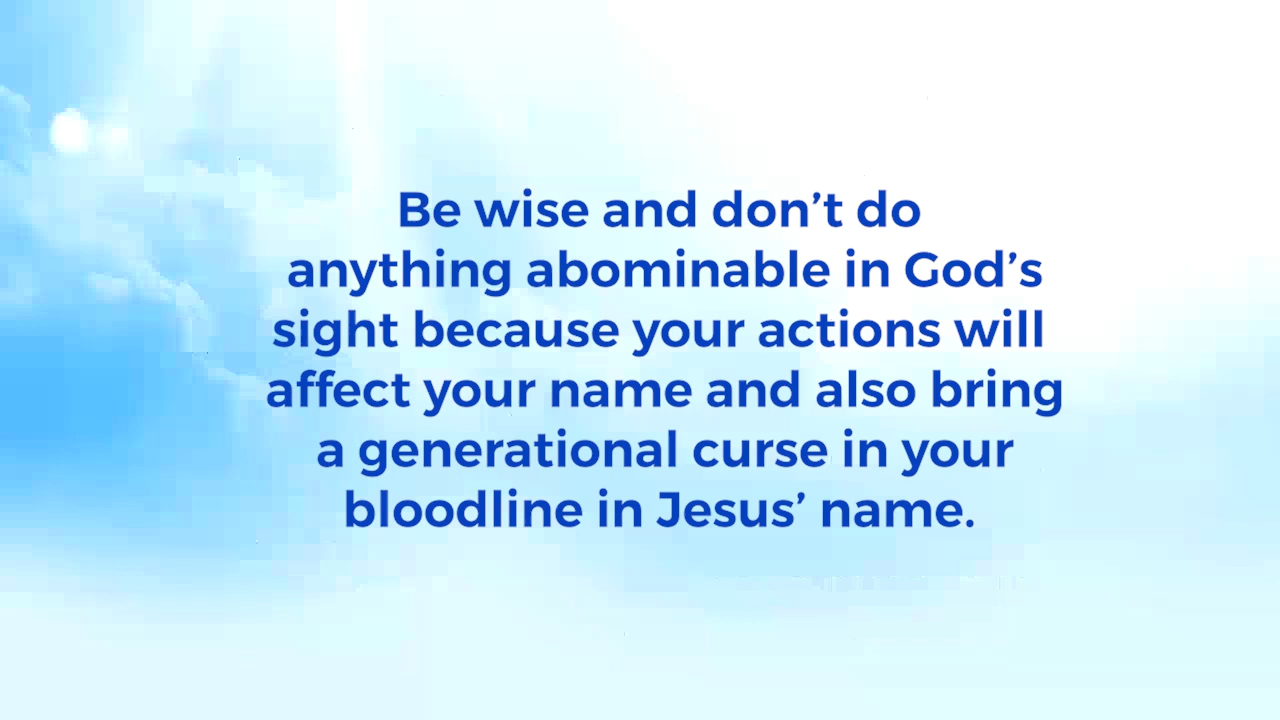 Be wise and don’t do
anything abominable in God’s
sight because your actions will
affect your name and also bring
a generational curse in your
bloodline in Jesus’ name.